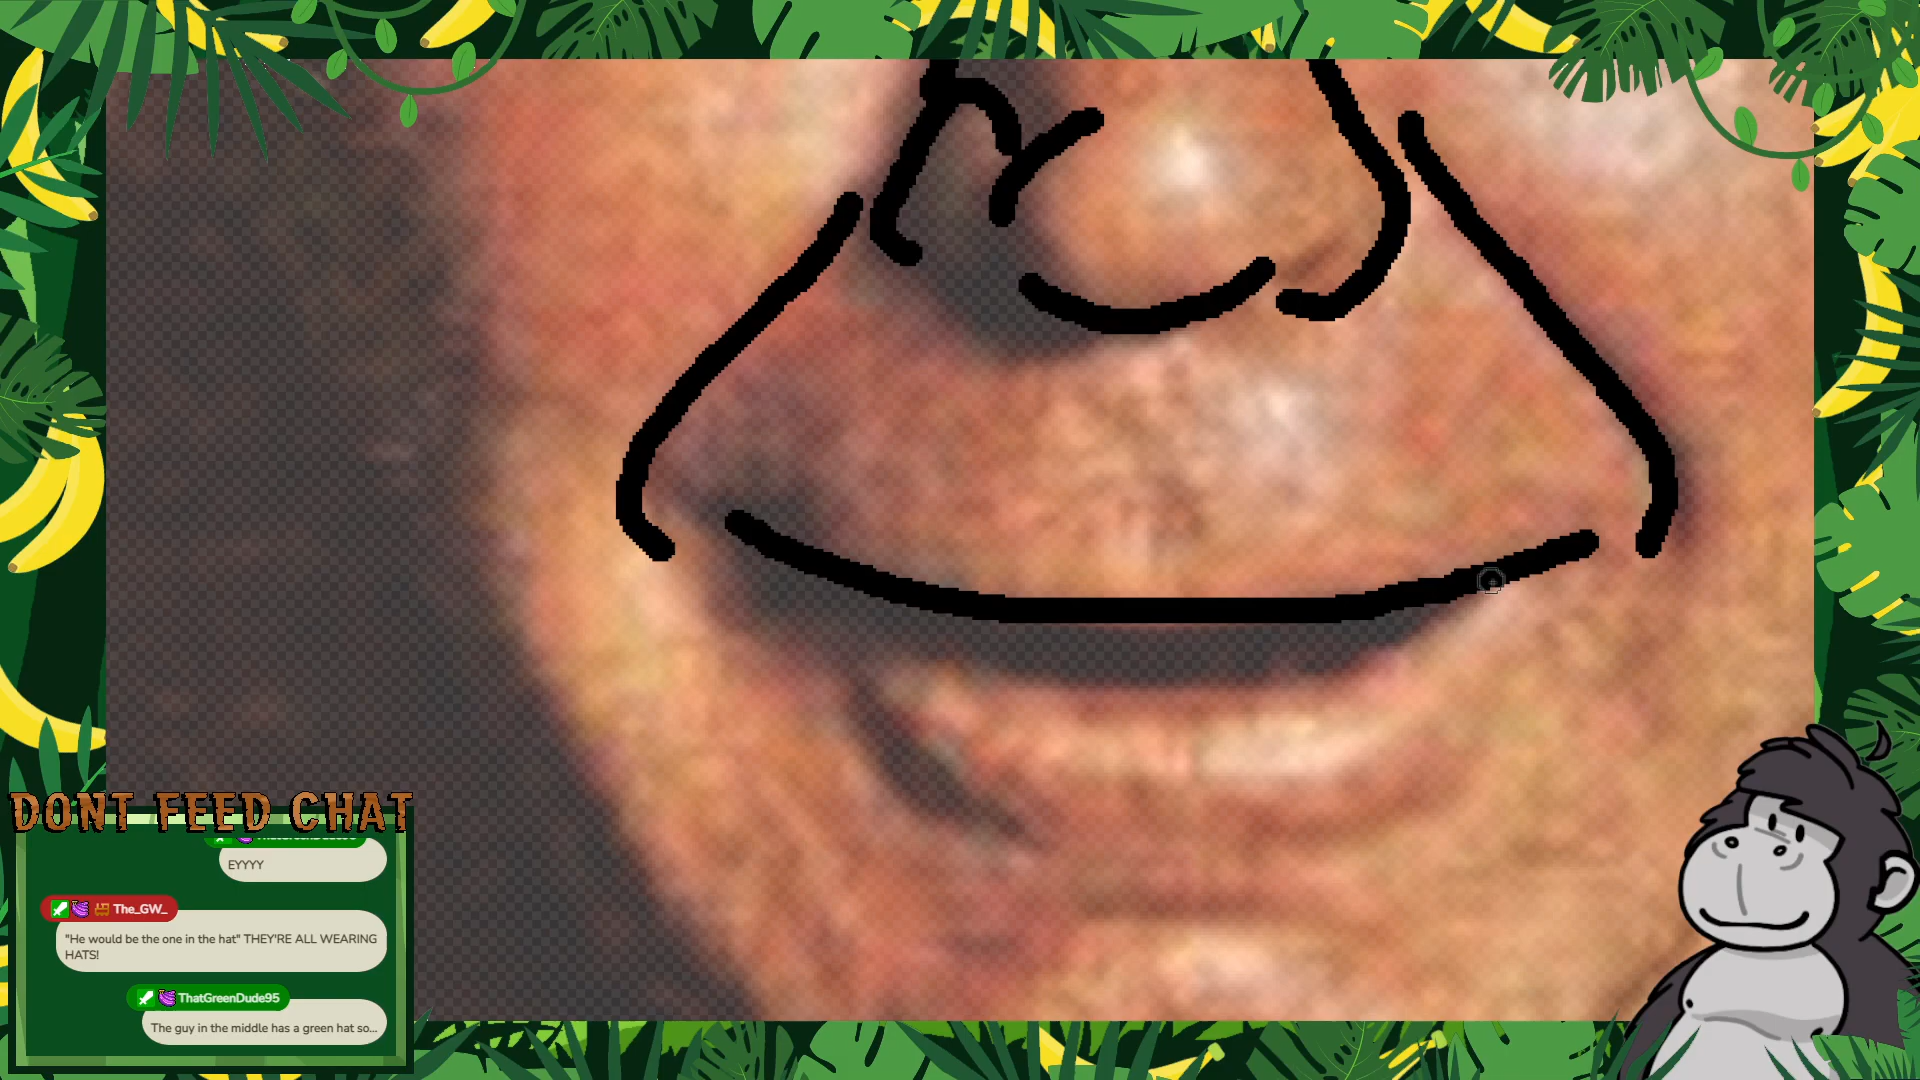 DONT FEED CHAT
EYYYY
The_GW_
"He would be the one in the hat" THEY'RE ALL WEARING
HATS!
ThatGreenDude95
The guy in the middle has a green hat so...